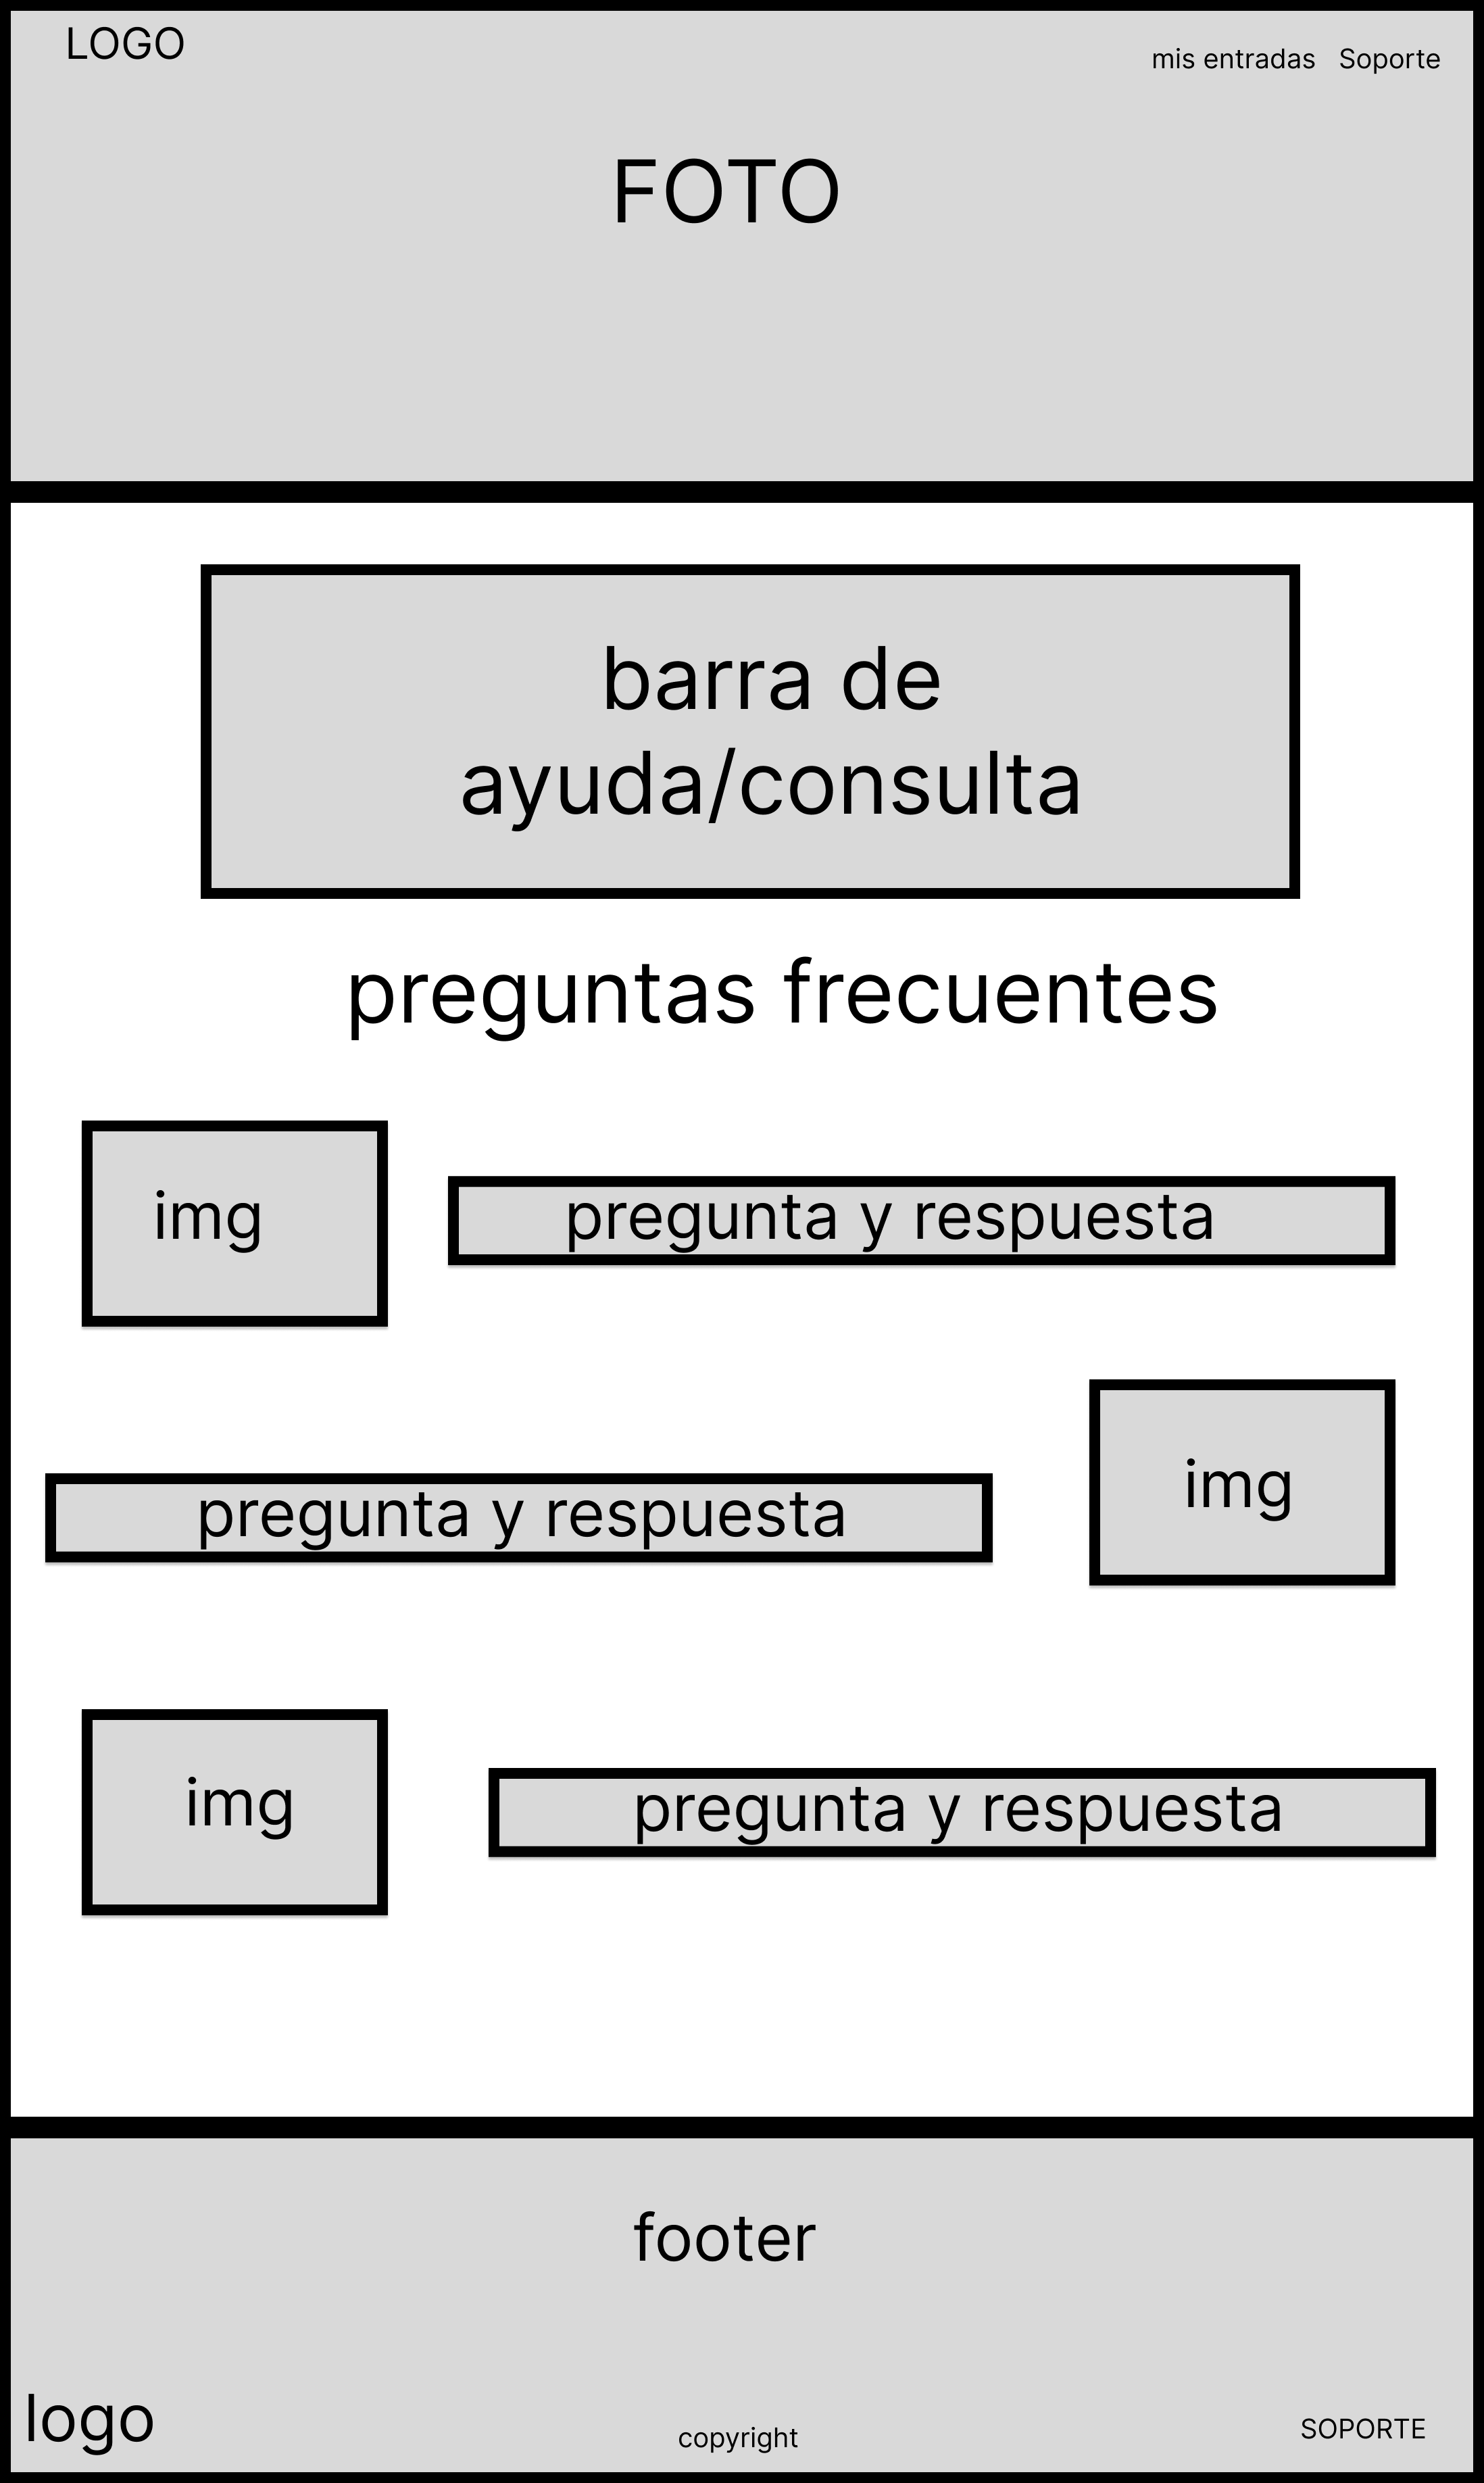 LOGO
mis entradas Soporte
FOTO
barra de
ayuda/consulta
preguntas frecuentes
img
pregunta y respuesta
pregunta y respuesta
img
img
pregunta y respuesta
footer
logo
copyright
SOPORTE